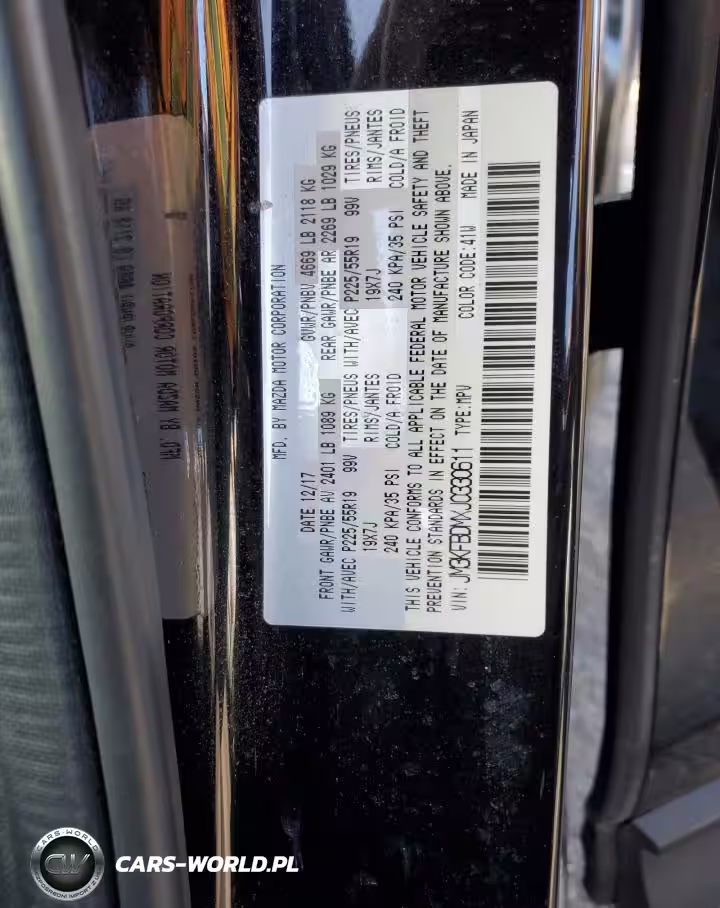 MFD. BY MAZDA MOTOR CORPORATION
DATE 12/17 GVWR/PNBV 4669 LB 2118 KG
FRONT GAWR/PNBE AV 2401 LB 1089 KG REAR GAWR/PNBE AR 2269 LB 1029 KG
WITH/AVEC P225/55R19 99V TIRES/PNEUS WITH/AVEC P225/55R19 99V TIRES/PNEUS
19X7J RIMS/JANTES 19X7J RIMS/JANTES
240 KPA/35 PSI COLD/A FROID 240 KPA/35 PSI COLD/A FROID
THIS VEHICLE CONFORMS TO ALL APPLICABLE FEDERAL MOTOR VEHICLE SAFETY AND THEFT
PREVENTION STANDARDS IN EFFECT ON THE DATE OF MANUFACTURE SHOWN ABOVE.
VIN: JM3KFBDMXJ0330611 TYPE:MPV COLOR CODE:41W MADE IN JAPAN
CARS-WORLD
CW
CARS-WORLD.PL